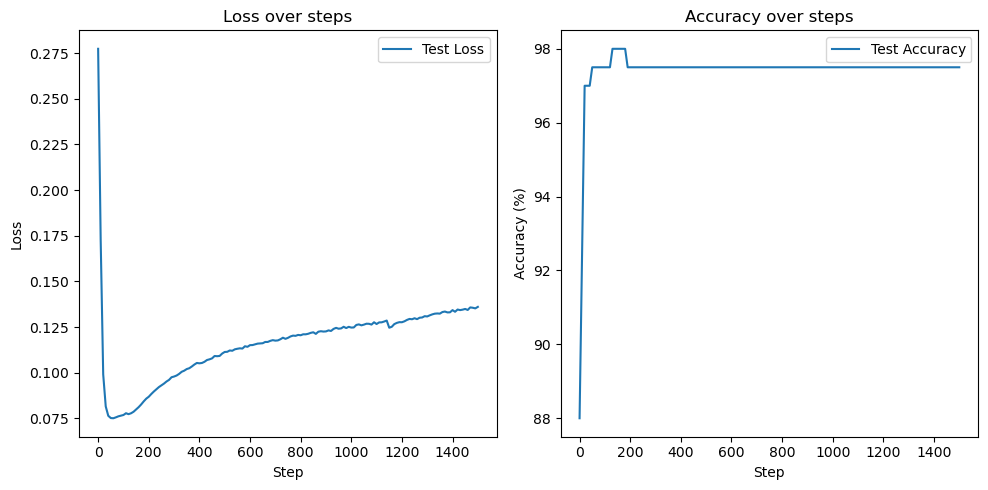 Loss over steps
Test Loss
0.275
0.250
0.225
0.200
0.175
0.150
0.125
0.100
0.075
Loss
0 200 400 600 800 1000 1200 1400
Step
Accuracy over steps
Test Accuracy
98
96
94
92
90
88
Accuracy (%)
0 200 400 600 800 1000 1200 1400
Step